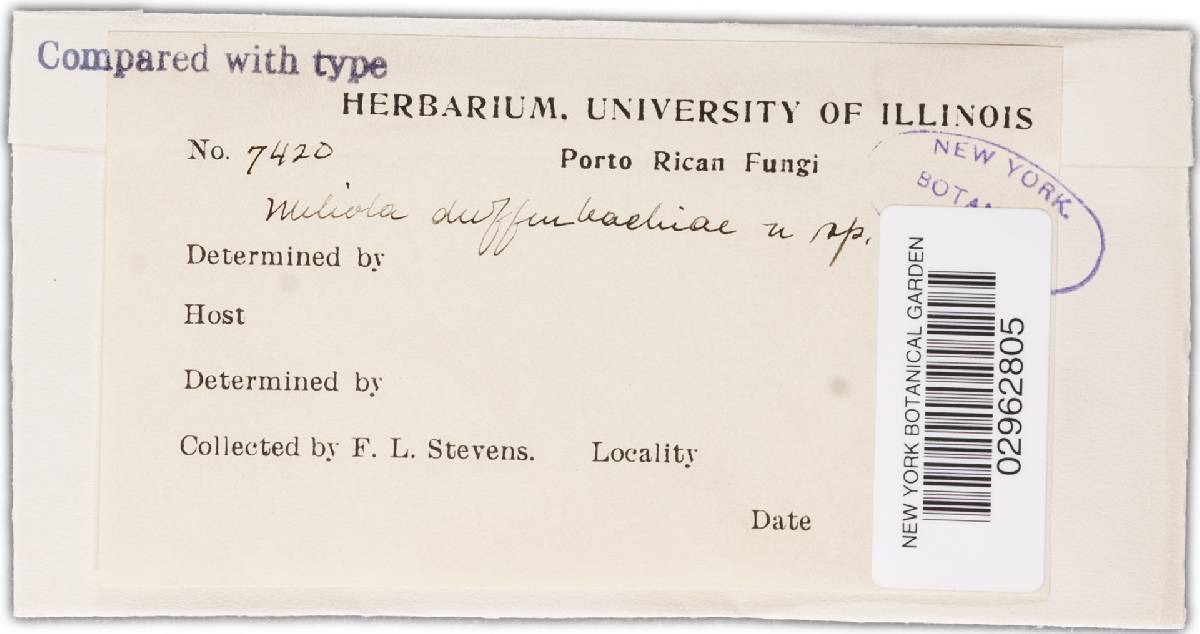 Compared with type
HERBARIUM. UNIVERSITY OF ILLINOIS
No. 7420
Porto Rican Fungi
NEW YORK
BOTA
Meliola dieffenbachiae n sp.
Determined by
Host
Determined by
Collected by F. L. Stevens. Locality
Date
NEW YORK BOTANICAL GARDEN
02962805